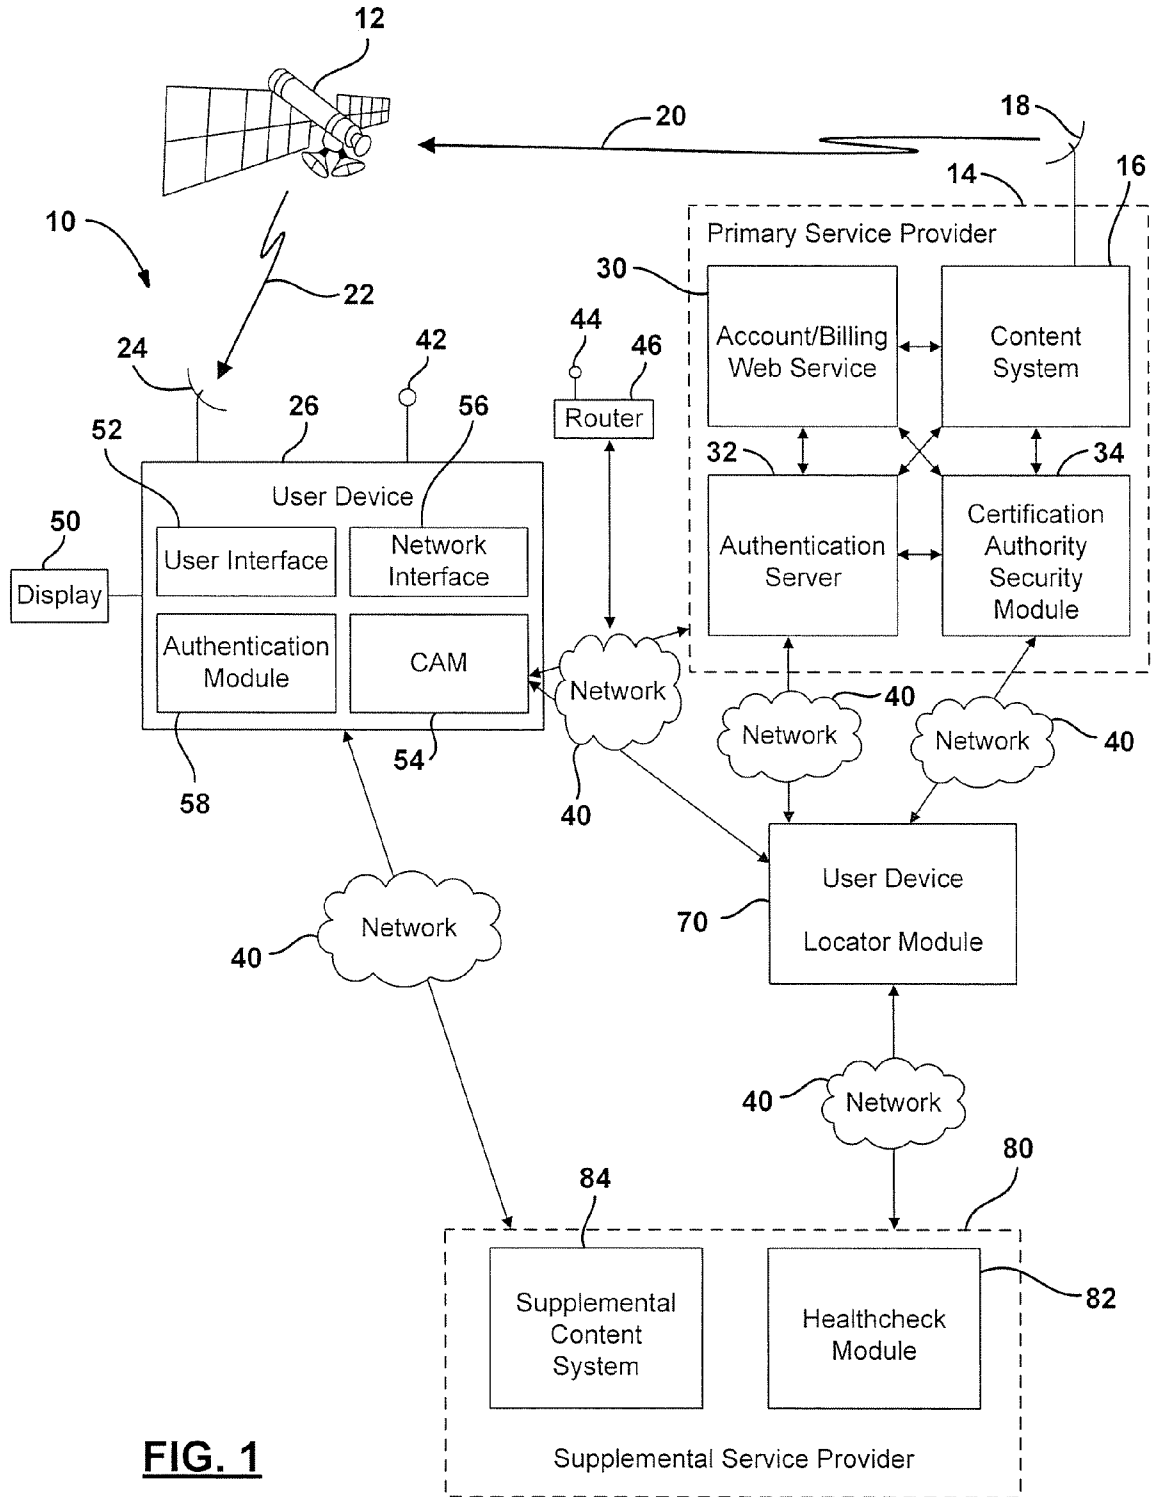 12
20
18
14
16
10
Primary Service Provider
30
22
Account/Billing
Web Service
Content
System
24
42
44
46
Router
52
26
56
32
34
User Device
50
Display
User Interface
Network
Interface
Authentication
Server
Certification
Authority
Security
Module
Authentication
Module
CAM
Network
40
Network
Network
40
54
58
40
User Device
Locator Module
70
Network
40
40
Network
84
80
Supplemental
Content
System
Healthcheck
Module
82
Supplemental Service Provider
FIG. 1